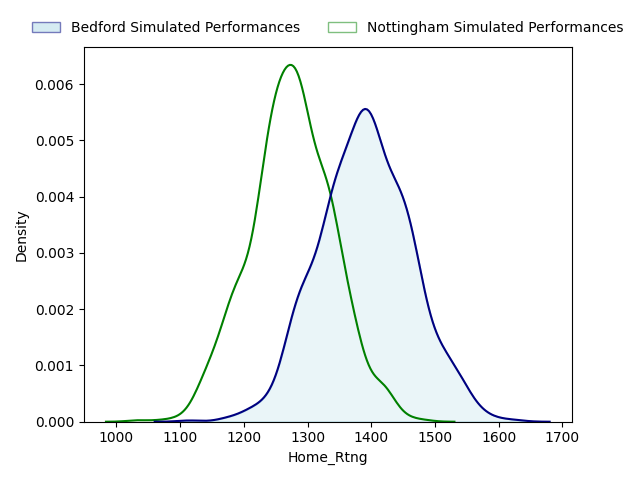 Bedford Simulated Performances
Nottingham Simulated Performances
Density
0.006
0.005
0.004
0.003
0.002
0.001
0.000
1000 1100 1200 1300 1400 1500 1600 1700
Home_Rtng